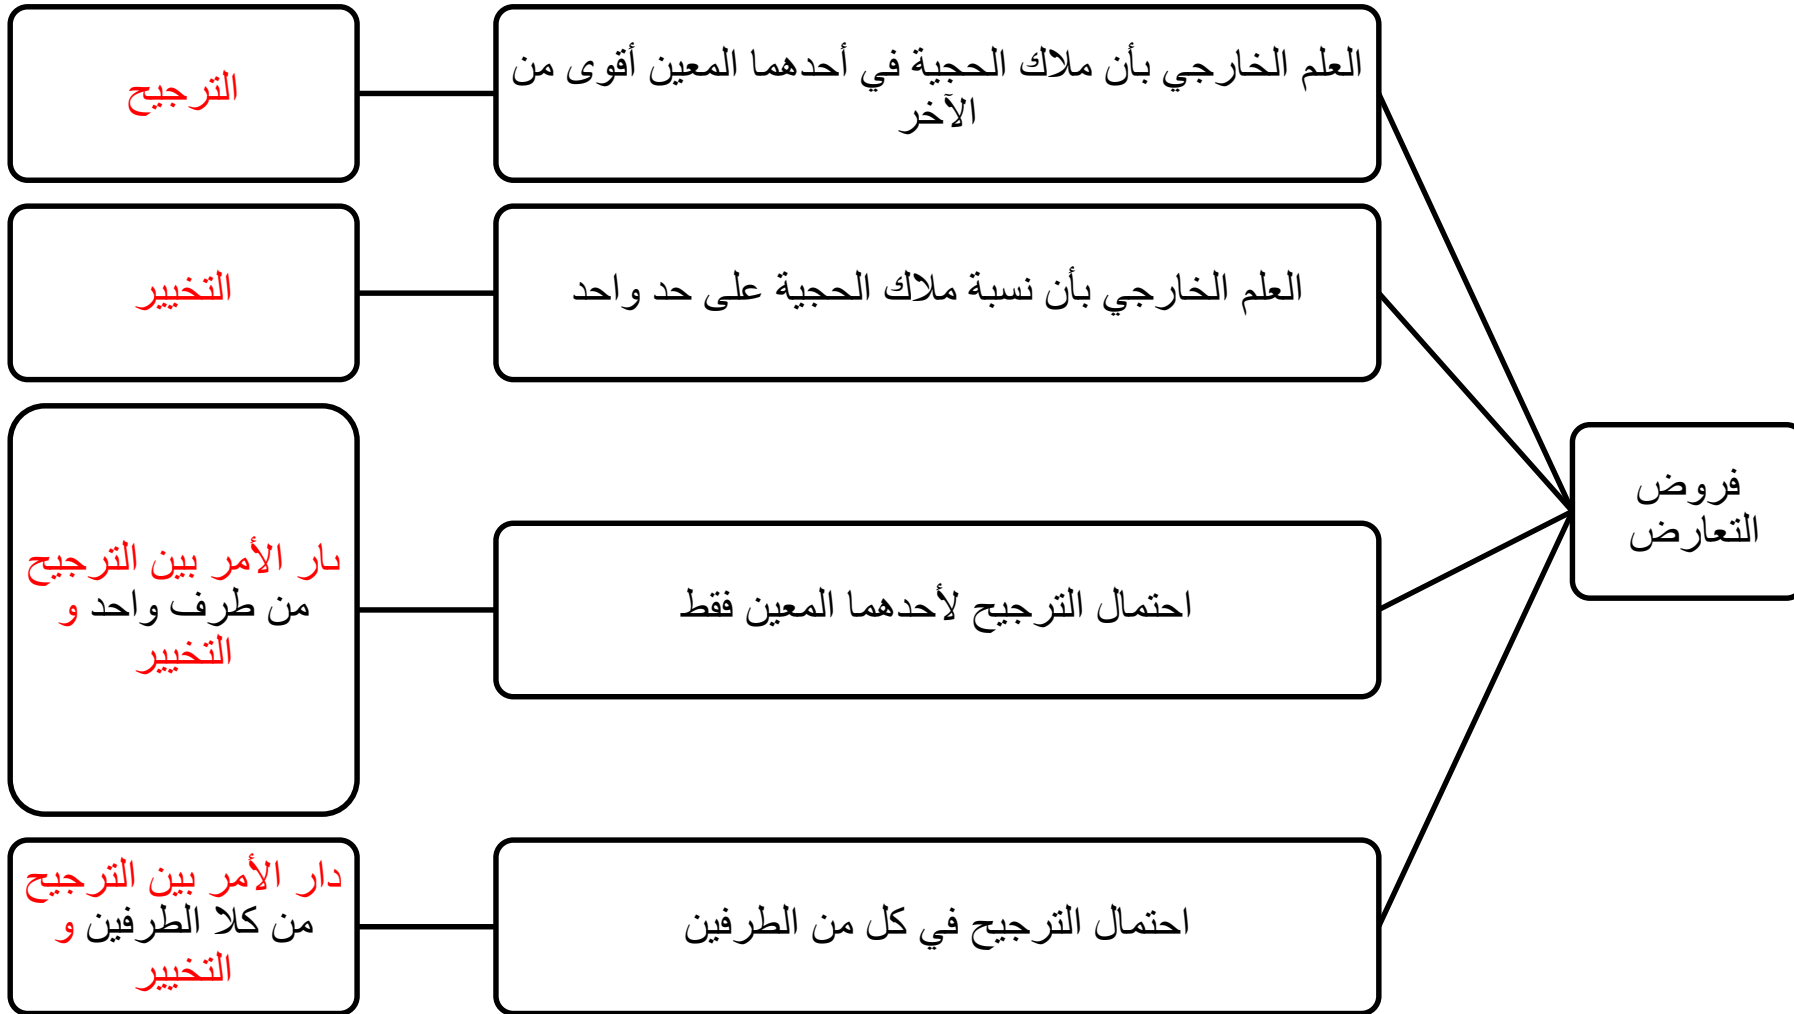 فروض
التعارض
العلم الخارجي بأن ملاك الحجية في أحدهما المعين أقوى من
الآخر
الترجيح
العلم الخارجي بأن نسبة ملاك الحجية على حد واحد
التخيير
احتمال الترجيح لأحدهما المعين فقط
دار الأمر بين الترجيح
من طرف واحد و
التخيير
احتمال الترجيح في كل من الطرفين
دار الأمر بين الترجيح
من كلا الطرفين و
التخيير